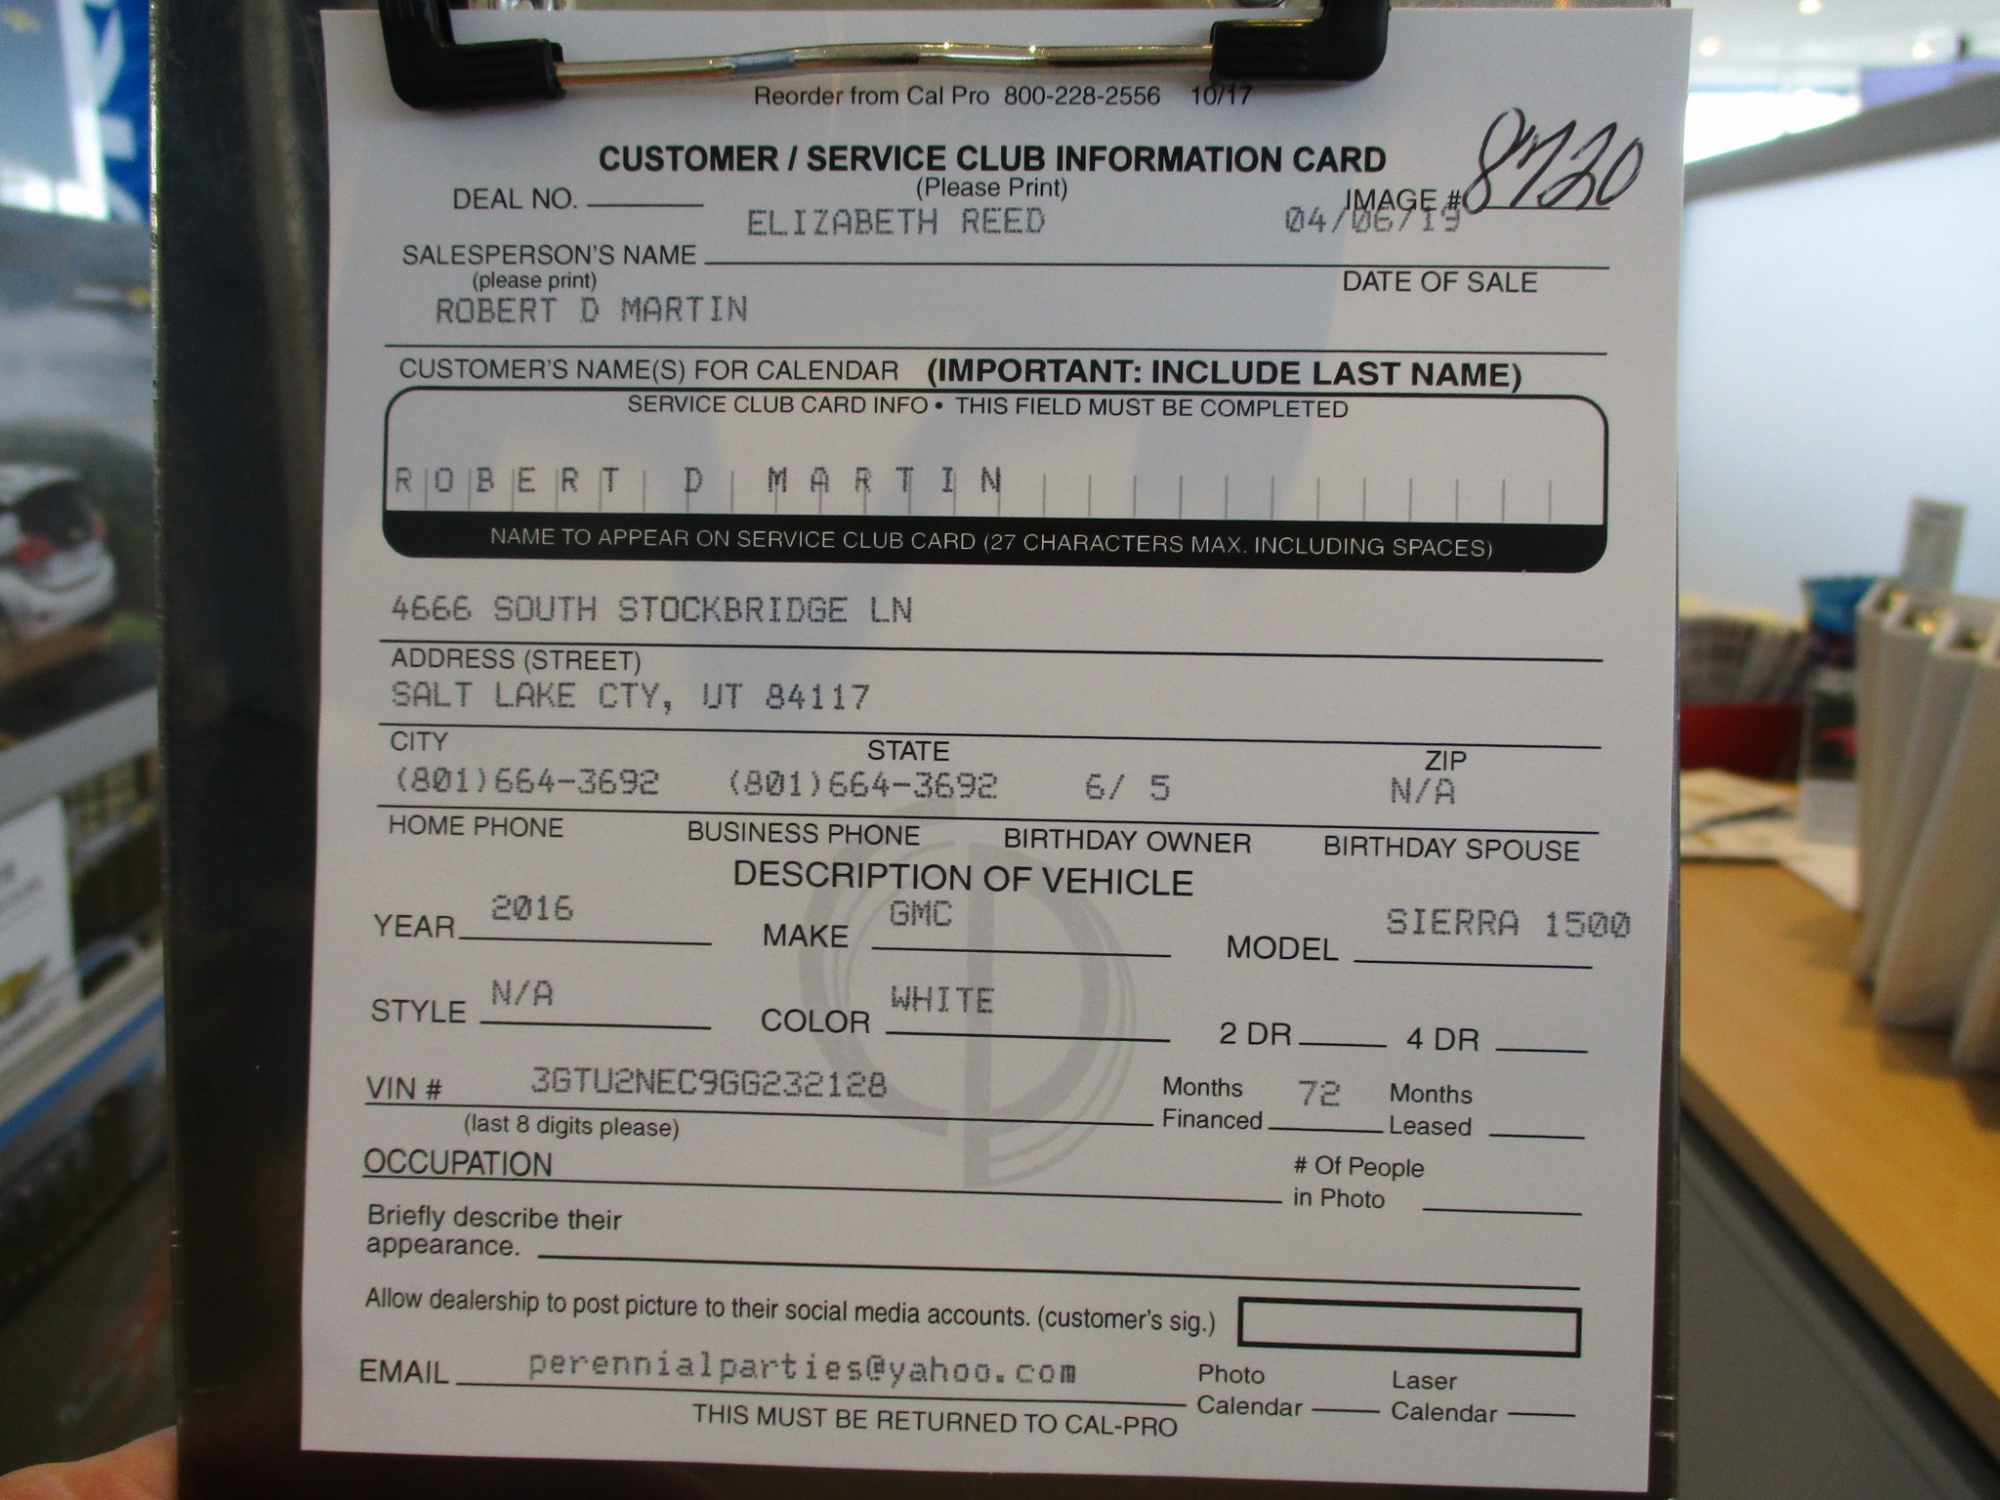 Reorder from Cal Pro 800-228-2556 10/17
CUSTOMER / SERVICE CLUB INFORMATION CARD
(Please Print)
DEAL NO. IMAGE # 8720
ELIZABETH REED 04/06/19
SALESPERSON'S NAME
(please print) DATE OF SALE
ROBERT D MARTIN
CUSTOMER'S NAME(S) FOR CALENDAR (IMPORTANT: INCLUDE LAST NAME)
SERVICE CLUB CARD INFO • THIS FIELD MUST BE COMPLETED
ROBERT D MARTIN
NAME TO APPEAR ON SERVICE CLUB CARD (27 CHARACTERS MAX. INCLUDING SPACES)
4666 SOUTH STOCKBRIDGE LN
ADDRESS (STREET)
SALT LAKE CTY, UT 84117
CITY STATE ZIP
(801)664-3692 (801)664-3692 6/ 5 N/A
HOME PHONE BUSINESS PHONE BIRTHDAY OWNER BIRTHDAY SPOUSE
DESCRIPTION OF VEHICLE
YEAR 2016 MAKE GMC MODEL SIERRA 1500
STYLE N/A COLOR WHITE 2 DR 4 DR
VIN # 3GTU2NEC9GG232128 Months Financed 72 Months Leased
(last 8 digits please)
OCCUPATION # Of People in Photo
Briefly describe their
appearance.
Allow dealership to post picture to their social media accounts. (customer's sig.)
EMAIL perennialparties@yahoo.com Photo Calendar Laser Calendar
THIS MUST BE RETURNED TO CAL-PRO